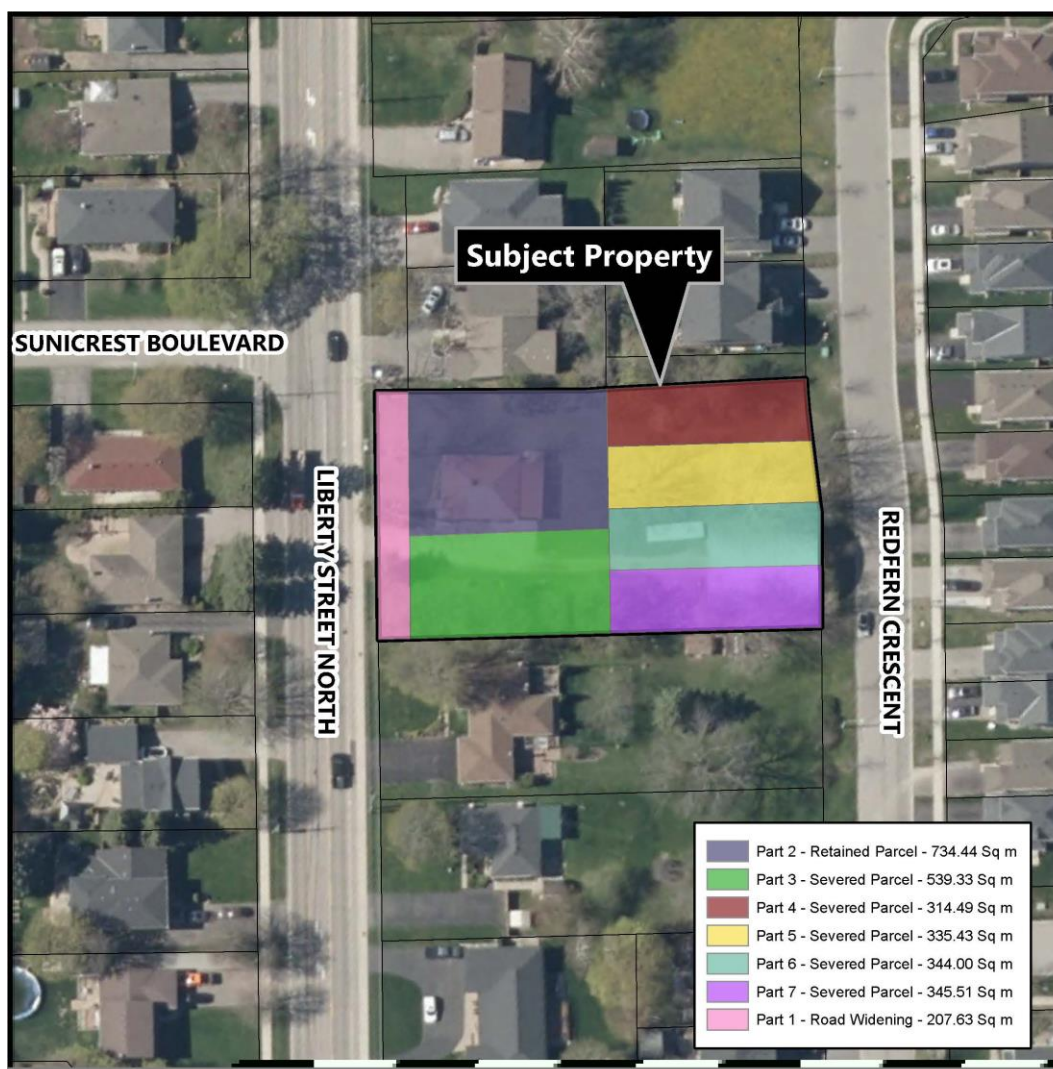 Subject Property
SUNICREST BOULEVARD
LIBERTY STREET NORTH
REDFERN CRESCENT
Part 2 - Retained Parcel - 734.44 Sq m
Part 3 - Severed Parcel - 539.33 Sq m
Part 4 - Severed Parcel - 314.49 Sq m
Part 5 - Severed Parcel - 335.43 Sq m
Part 6 - Severed Parcel - 344.00 Sq m
Part 7 - Severed Parcel - 345.51 Sq m
Part 1 - Road Widening - 207.63 Sq m